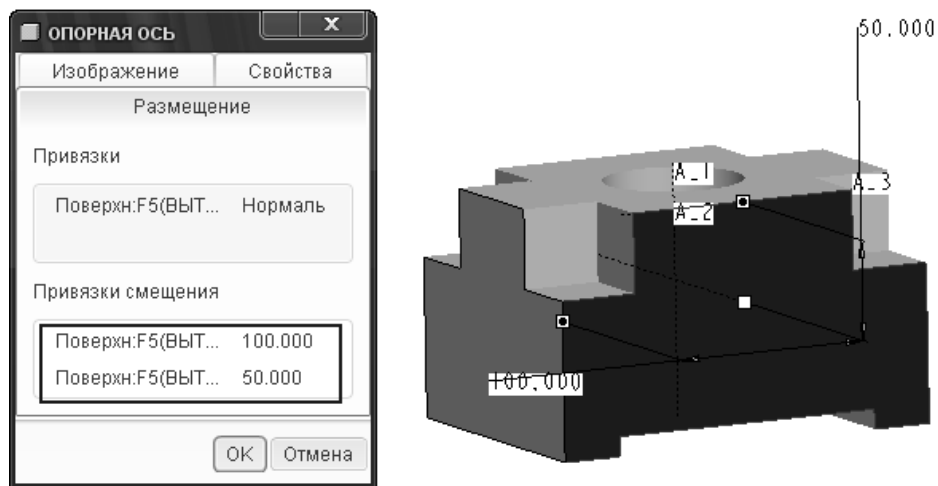 ОПОРНАЯ ОСЬ
X
Изображение Свойства
Размещение
Привязки
Поверхн:F5(ВЫТ... Нормаль
Привязки смещения
Поверхн:F5(ВЫТ... 100.000
Поверхн:F5(ВЫТ... 50.000
OK Отмена
50.000
A_1
A_3
A_2
100.000